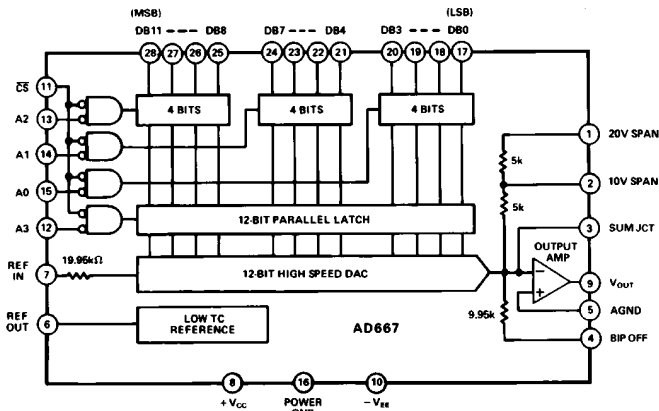 (MSB) (LSB)
DB11 DB8 DB7 DB4 DB3 DB0
28 27 26 25 24 23 22 21 20 19 18 17
CS 11
4 BITS 4 BITS 4 BITS
A2 13
1 20V SPAN
A1 14
5k
2 10V SPAN
A0 15
5k
A3 12
12-BIT PARALLEL LATCH
3 SUM JCT
OUTPUT
AMP
REF
IN
7 19.95kΩ
12-BIT HIGH SPEED DAC
−
+
9 VOUT
5 AGND
9.95k
REF
OUT
6
LOW TC
REFERENCE
AD667
4 BIP OFF
8 16 10
+ VCC POWER − VEE